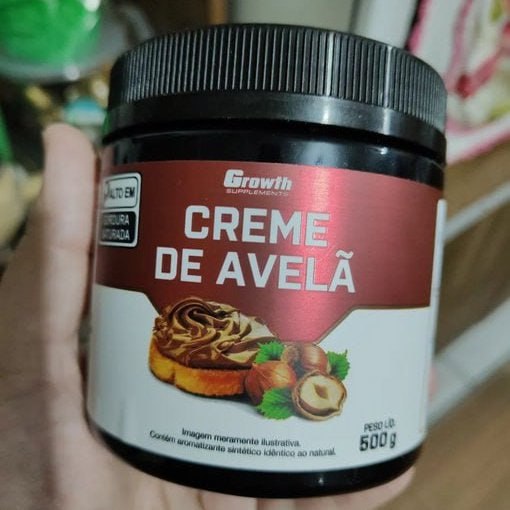 Growth
SUPPLEMENTS
CREME
DE AVELÃ
ALTO EM
GORDURA
SATURADA
Imagem meramente ilustrativa.
Contém aromatizante sintético idêntico ao natural.
PESO LÍQ.
500g